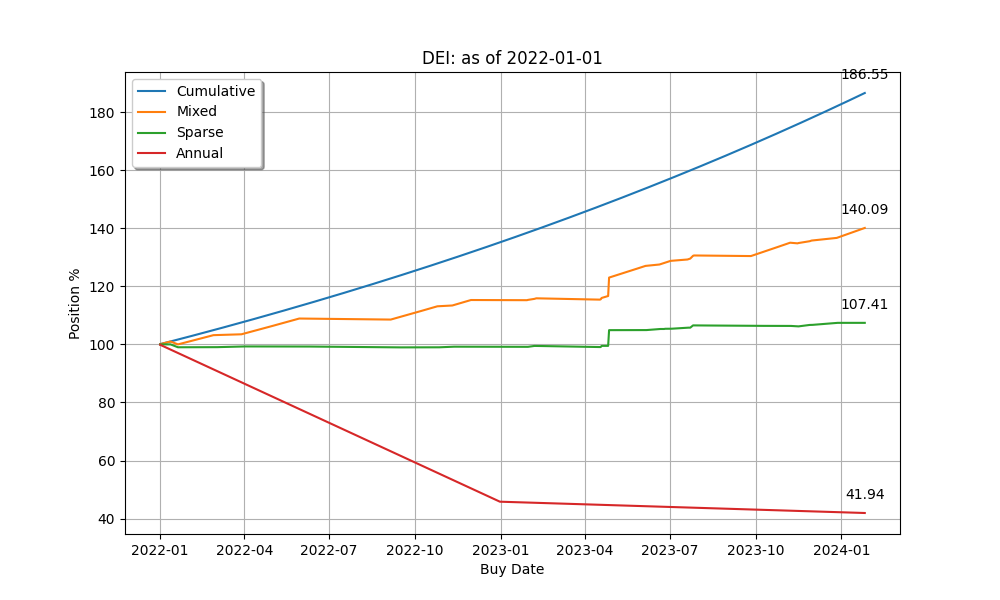 DEI: as of 2022-01-01
Cumulative
Mixed
Sparse
Annual
186.55
140.09
107.41
41.94
Position %
180
160
140
120
100
80
60
40
2022-01 2022-04 2022-07 2022-10 2023-01 2023-04 2023-07 2023-10 2024-01
Buy Date